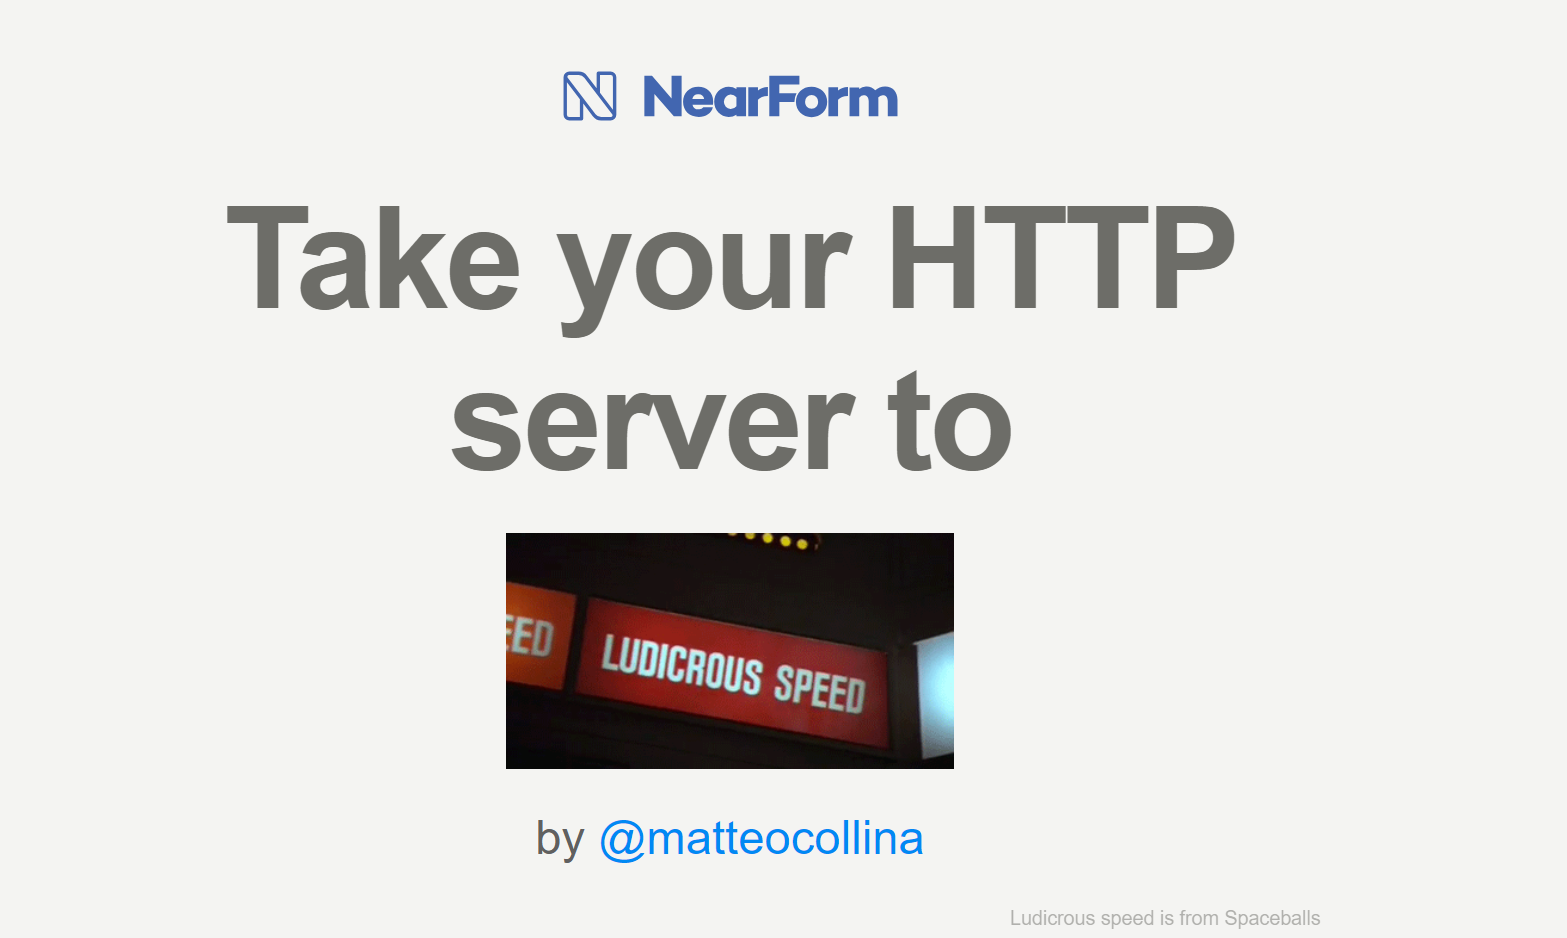 NearForm
Take your HTTP
server to
EED LUDICROUS SPEED
by @matteocollina
Ludicrous speed is from Spaceballs